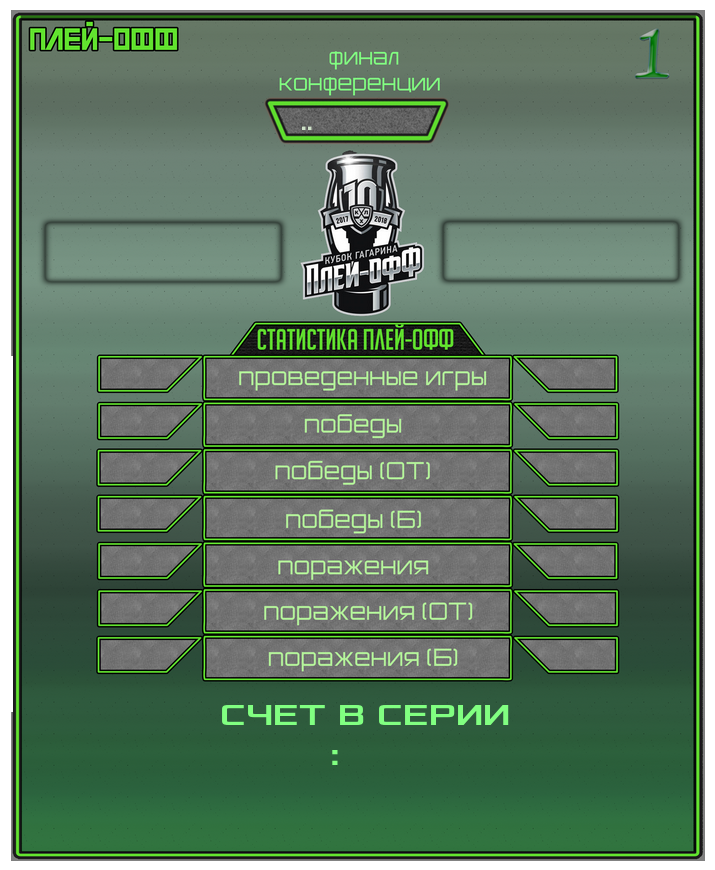 ПЛЕЙ-ОФФ
1
финал
конференции
..
10
2017 КХЛ 2018
КУБОК ГАГАРИНА
ПЛЕЙ-ОФФ
СТАТИСТИКА ПЛЕЙ-ОФФ
проведенные игры
победы
победы (ОТ)
победы (Б)
поражения
поражения (ОТ)
поражения (Б)
СЧЕТ В СЕРИИ
: